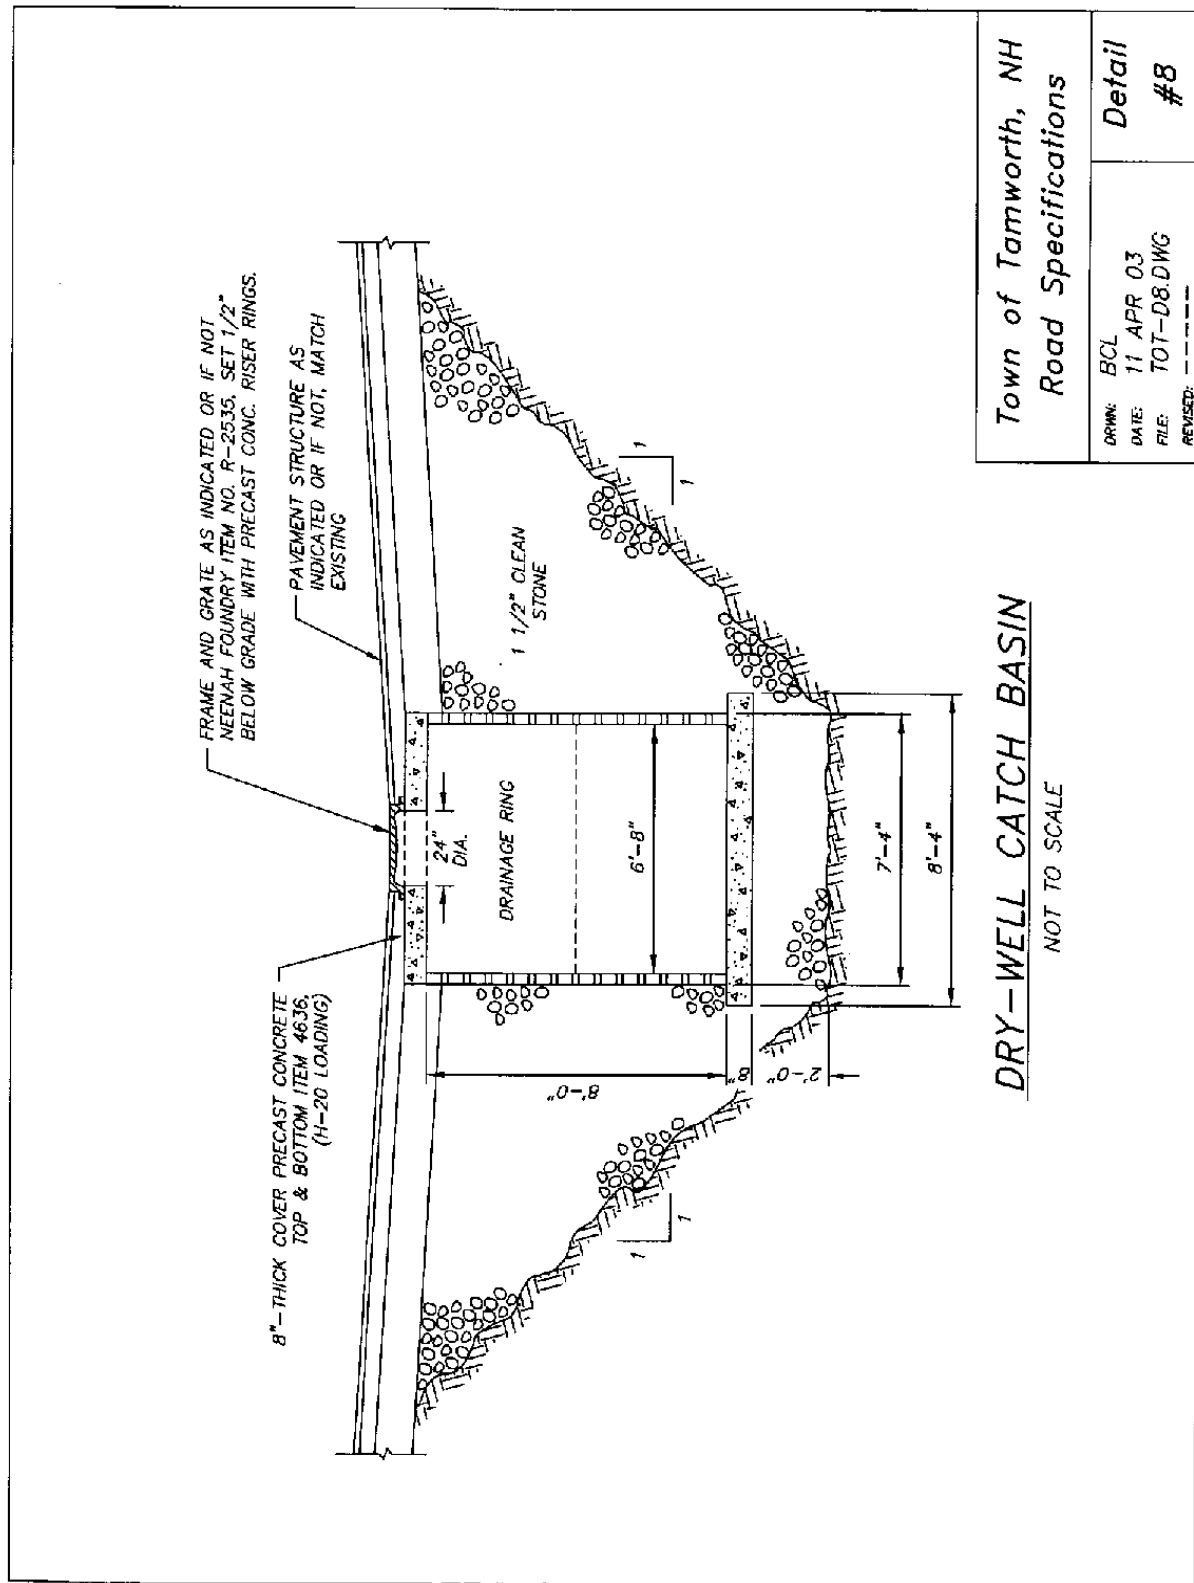 FRAME AND GRATE AS INDICATED OR IF NOT
NEENAH FOUNDRY ITEM NO. R-2535, SET 1/2"
BELOW GRADE WITH PRECAST CONC. RISER RINGS.
8"-THICK COVER PRECAST CONCRETE
TOP & BOTTOM ITEM 4636,
(H-20 LOADING)
PAVEMENT STRUCTURE AS
INDICATED OR IF NOT, MATCH
EXISTING
24"
DIA.
DRAINAGE RING
1 1/2" CLEAN
STONE
8'-0"
6'-8"
1
1
1
1
8"
2'-0"
7'-4"
8'-4"
DRY-WELL CATCH BASIN
NOT TO SCALE
Town of Tamworth, NH
Road Specifications
DRWN: BCL
DATE: 11 APR 03
FILE: TOT-D8.DWG
REVISED: -----
Detail
#8